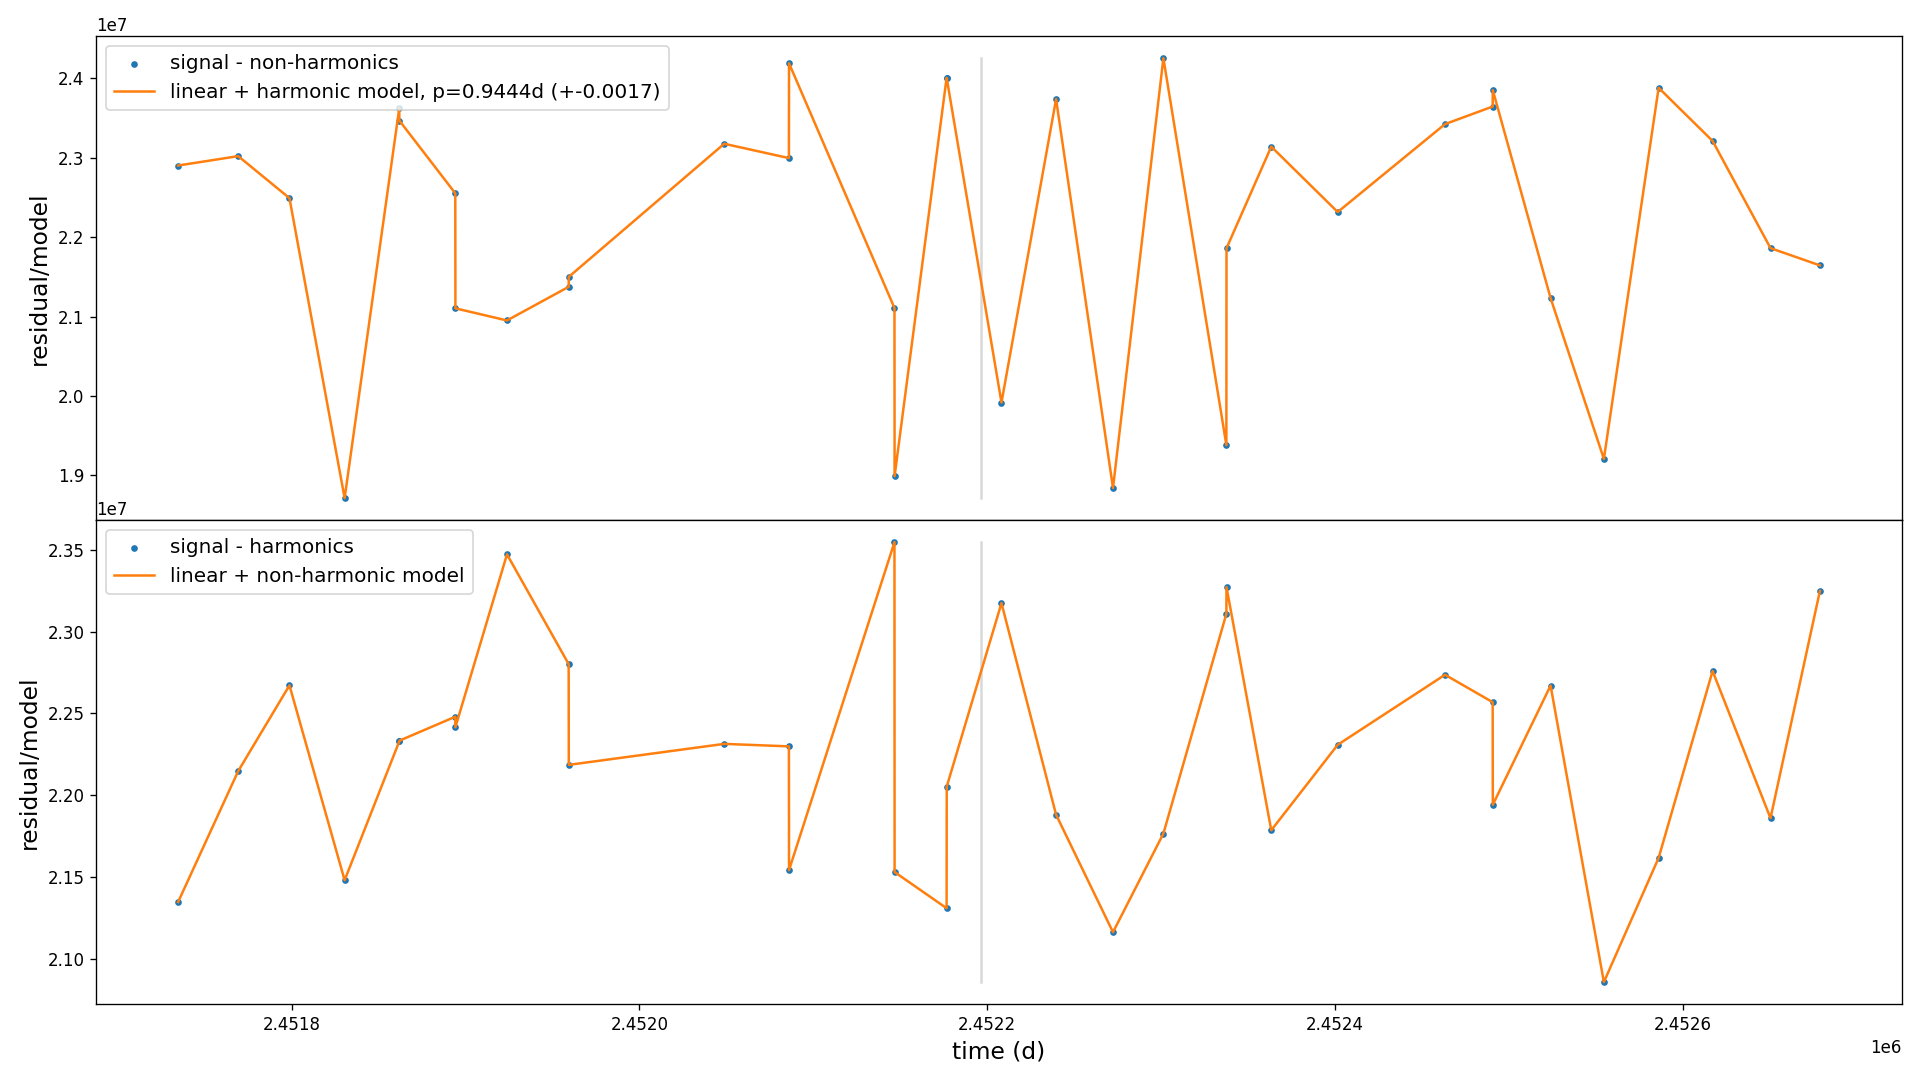 1e7
signal - non-harmonics
linear + harmonic model, p=0.9444d (+-0.0017)
2.4
2.3
2.2
2.1
2.0
1.9
residual/model
1e7
signal - harmonics
linear + non-harmonic model
2.35
2.30
2.25
2.20
2.15
2.10
residual/model
2.4518 2.4520 2.4522 2.4524 2.4526
time (d)
1e6